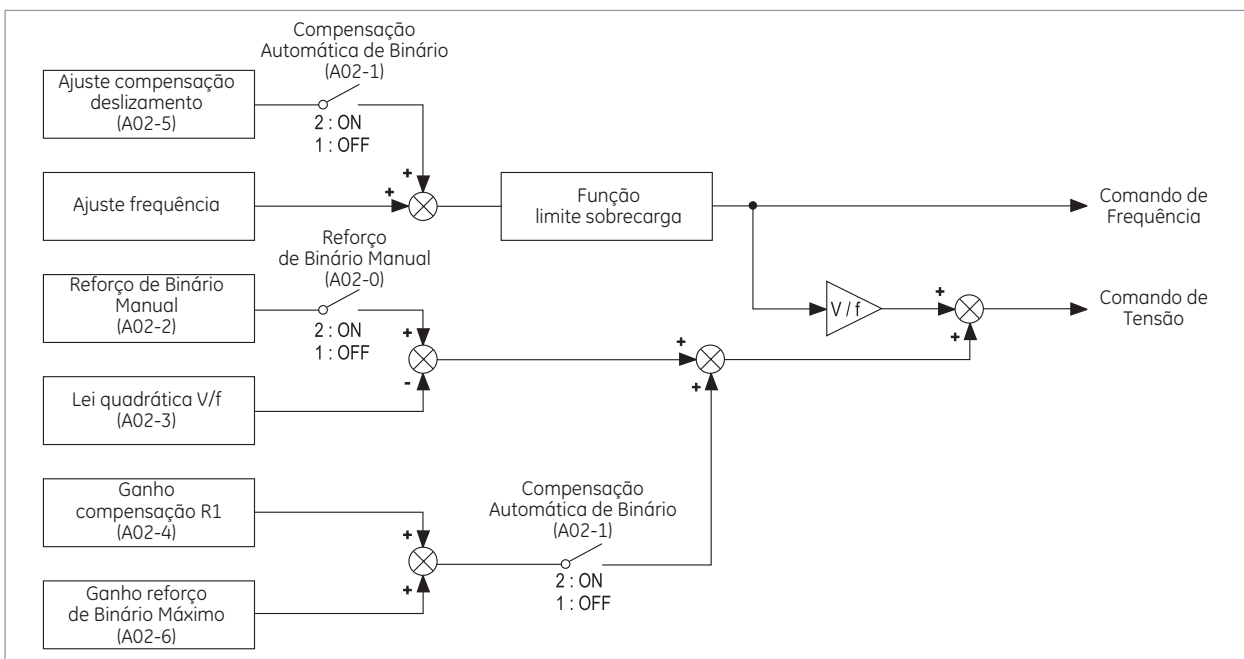 Compensação
Automática de Binário
(A02-1)
Ajuste compensação
deslizamento
(A02-5)
2 : ON
1 : OFF
+
+
Ajuste frequência
Função
limite sobrecarga
Comando de
Frequência
Reforço
de Binário Manual
(A02-0)
Reforço de Binário
Manual
(A02-2)
2 : ON
1 : OFF
+
-
V / f
+
+
Comando de
Tensão
+
+
Lei quadrática V/f
(A02-3)
Ganho
compensação R1
(A02-4)
Compensação
Automática de Binário
(A02-1)
+
+
2 : ON
1 : OFF
Ganho reforço
de Binário Máximo
(A02-6)